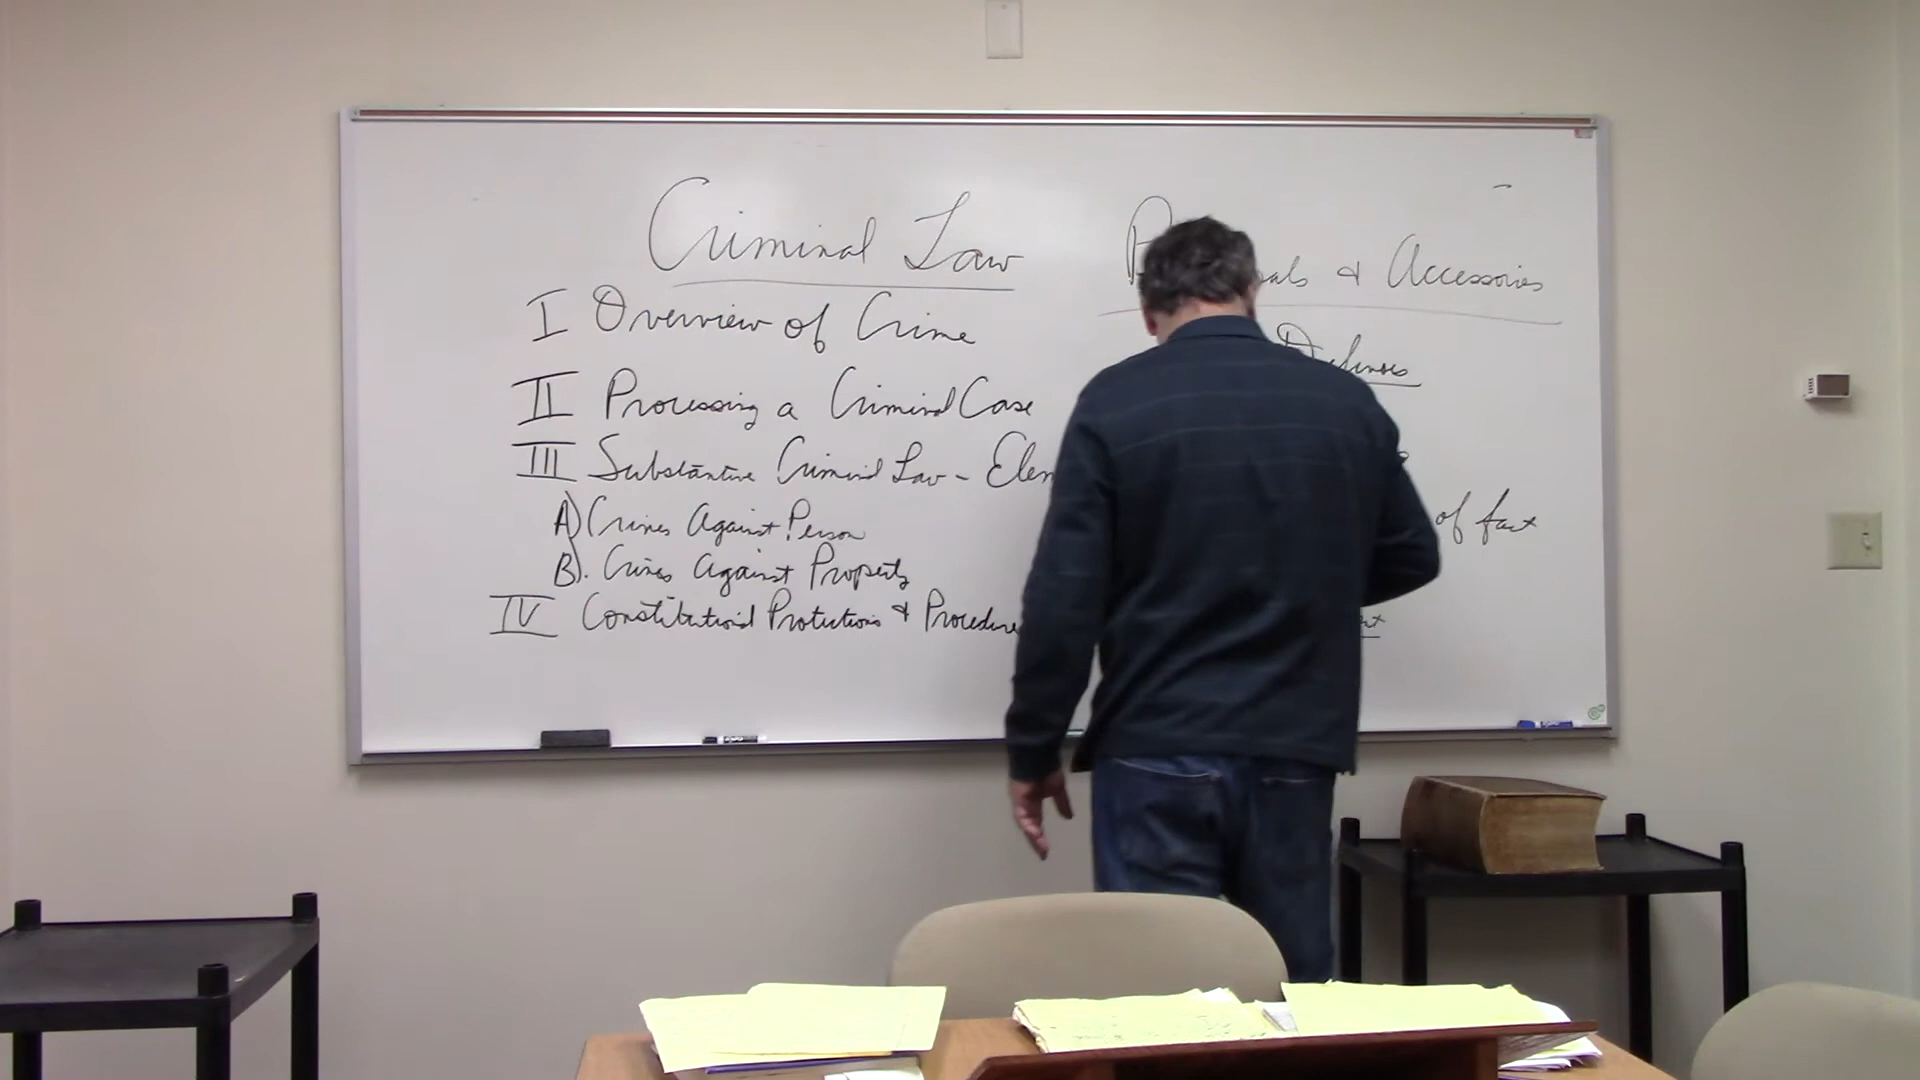 Criminal Law
I Overview of Crime
II Processing a Criminal Case
III Substantive Criminal Law - Elem
A) Crimes Against Person
B). Crimes Against Property
IV Constitutional Protections & Procedure
& Accessories
Defenses
of fact